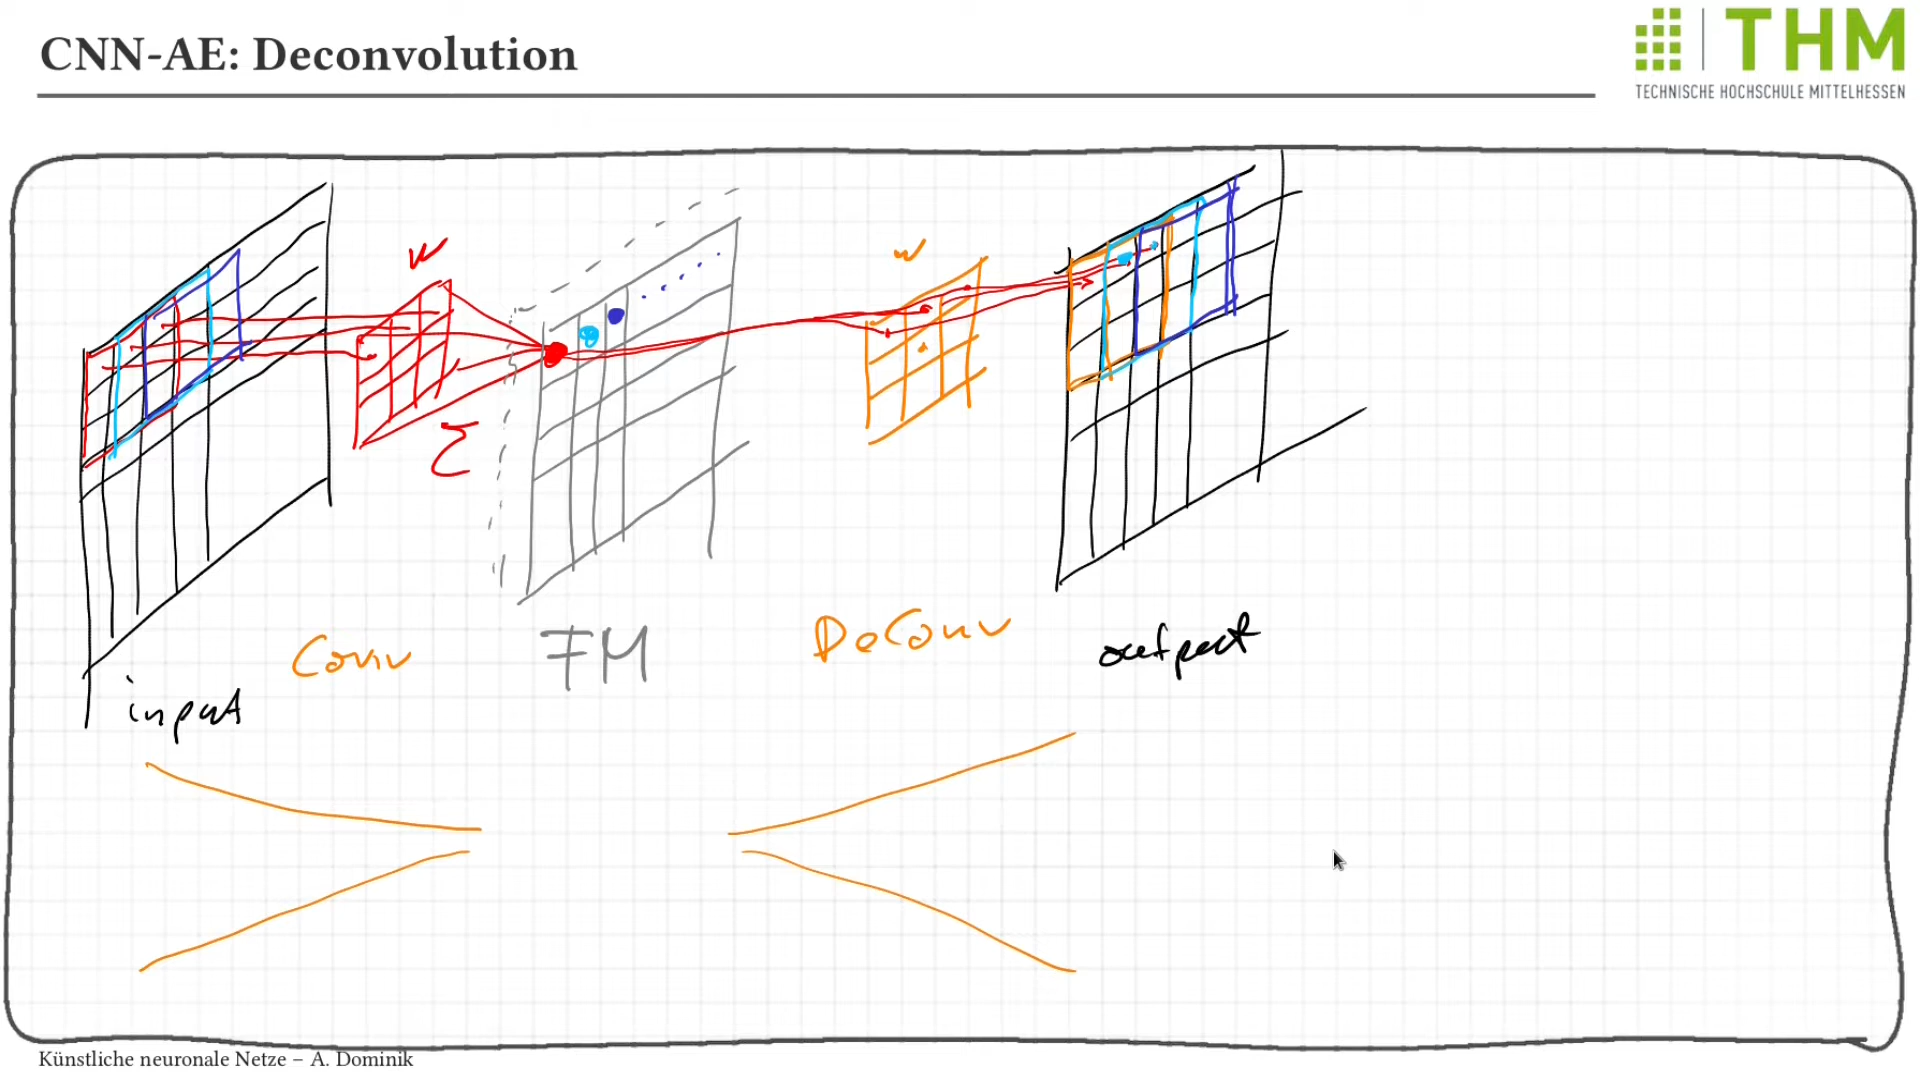 CNN-AE: Deconvolution
THM
TECHNISCHE HOCHSCHULE MITTELHESSEN
w
w
Σ
Conv
FM
DeConv
output
input
Künstliche neuronale Netze – A. Dominik